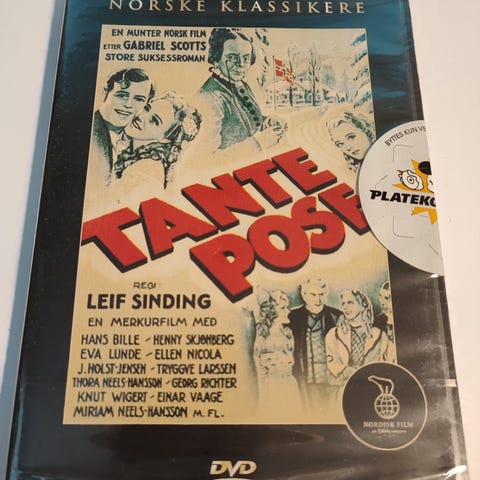 NORSKE KLASSIKERE
EN MUNTER NORSK FILM
ETTER GABRIEL SCOTTS
STORE SUKSESSROMAN
BYTTES KUN
TANTE
POSE
REGI
LEIF SINDING
EN MERKURFILM MED
HANS BILLE - HENNY SKJØNBERG
EVA LUNDE - ELLEN NICOLA
J. HOLST-JENSEN - TRYGGVE LARSSEN
THORA NEELS-HANSSON - GEORG RICHTER
KNUT WIGERT - EINAR VAAGE
MIRIAM NEELS-HANSSON M. FL.
NORDISK FILM
DVD